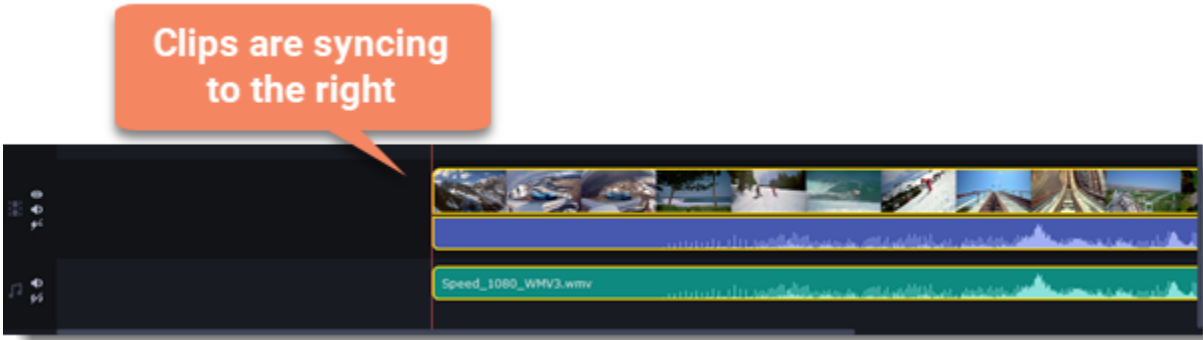 Clips are syncing
to the right
Speed_1080_WMV3.wmv